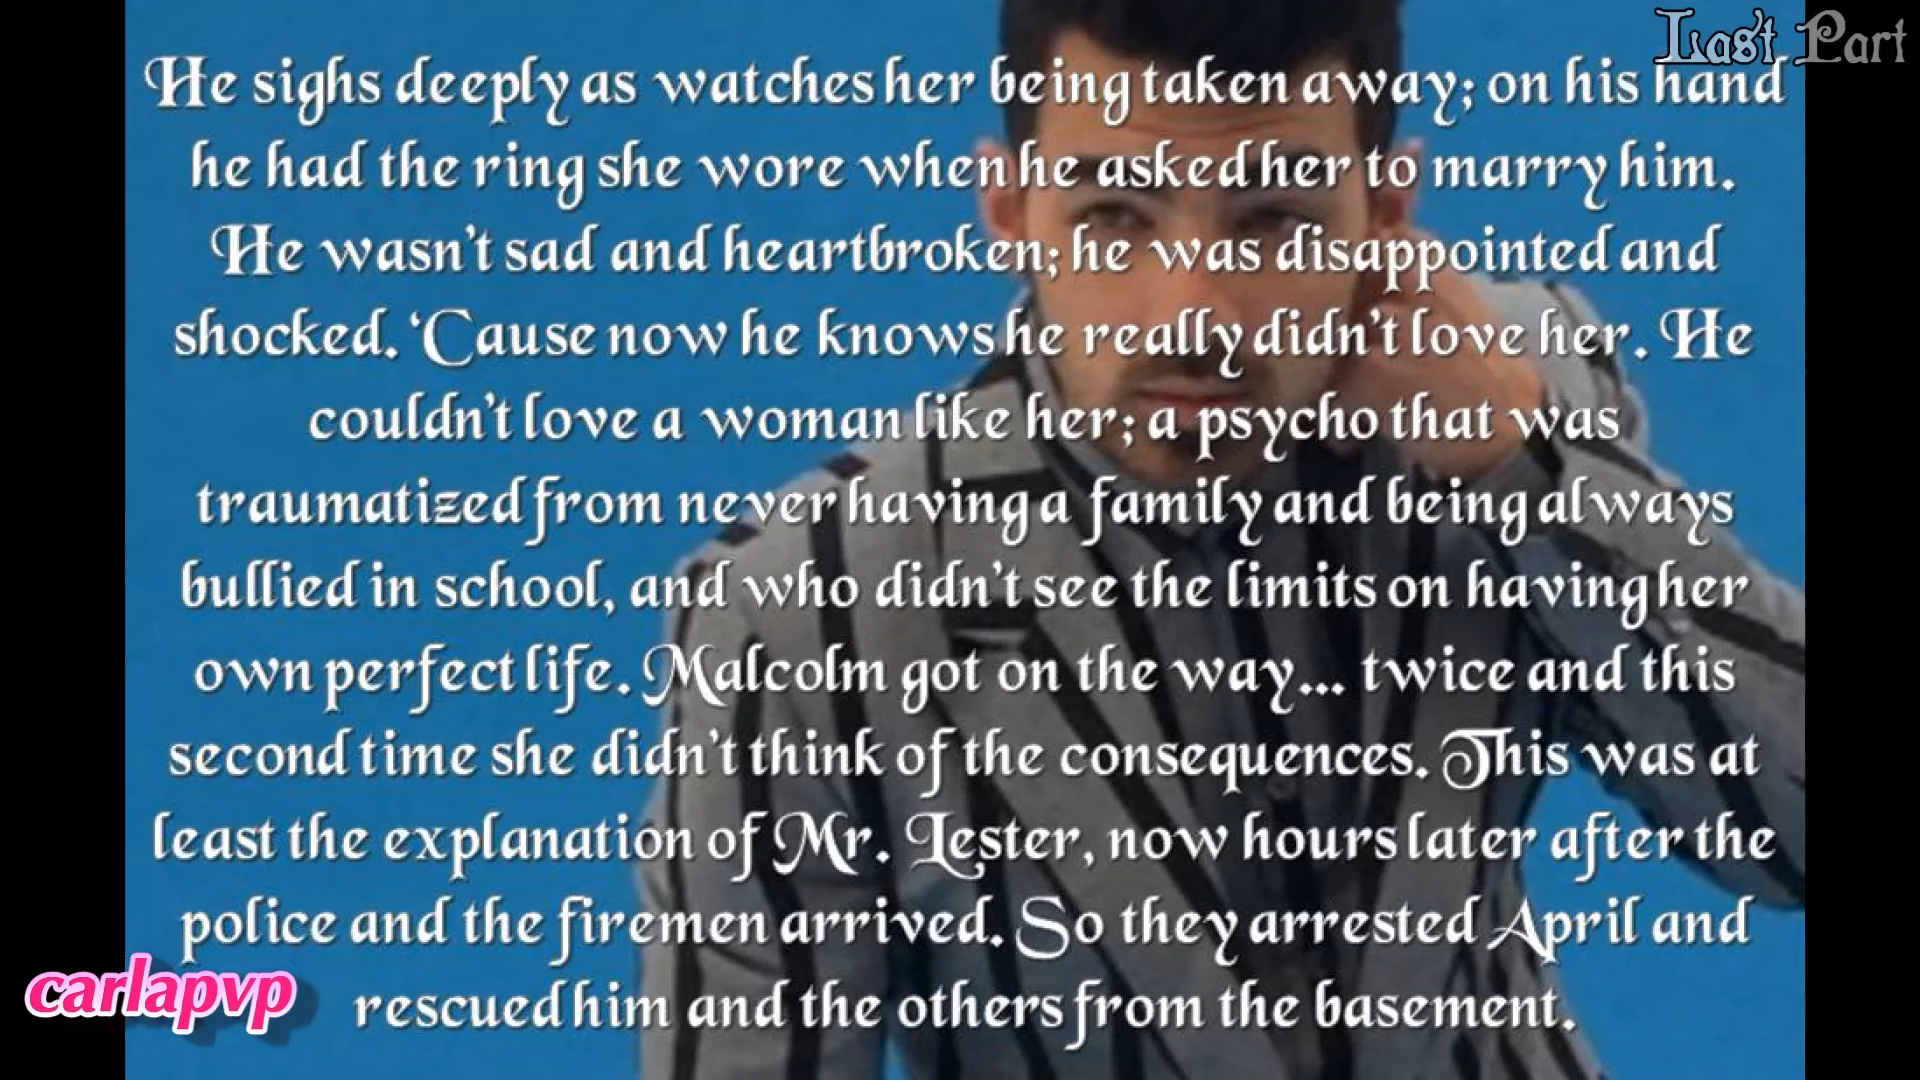 Last Part
He sighs deeply as watches her being taken away; on his hand
he had the ring she wore when he asked her to marry him.
He wasn't sad and heartbroken; he was disappointed and
shocked. ‘Cause now he knows he really didn't love her. He
couldn't love a woman like her; a psycho that was
traumatized from never having a family and being always
bullied in school, and who didn't see the limits on having her
own perfect life. Malcolm got on the way... twice and this
second time she didn't think of the consequences. This was at
least the explanation of Mr. Lester, now hours later after the
police and the firemen arrived. So they arrested April and
rescued him and the others from the basement.
carlapvp